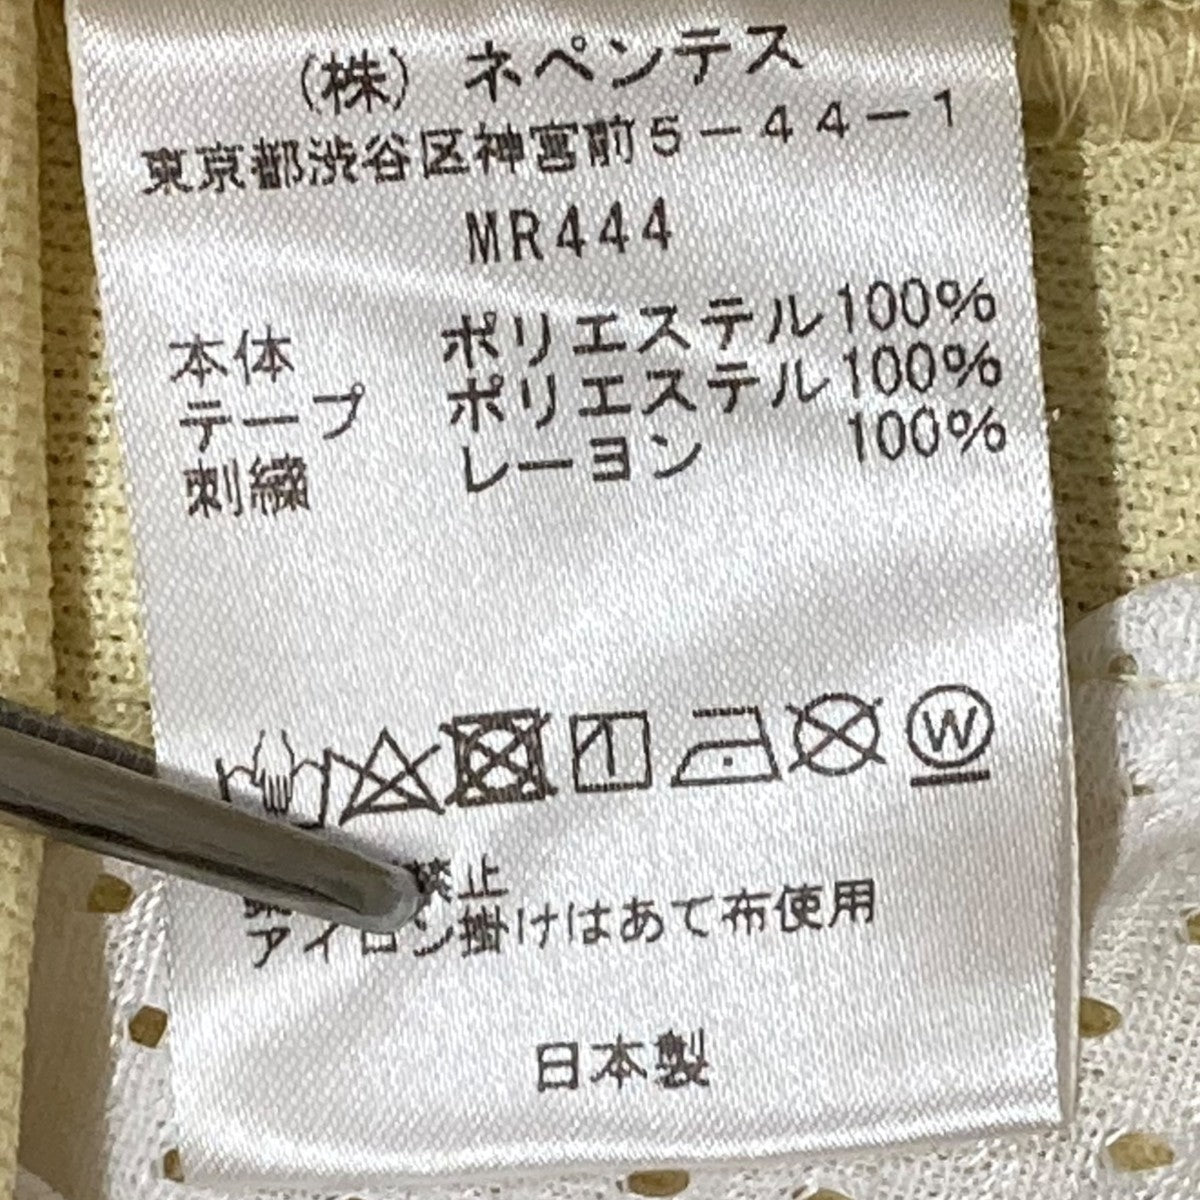 (株) ネペンテス
東京都渋谷区神宮前5-44-1
MR444
本体 ポリエステル100%
テープ ポリエステル100%
刺繍 レーヨン 100%
W
禁止
アイロン掛けはあて布使用
日本製